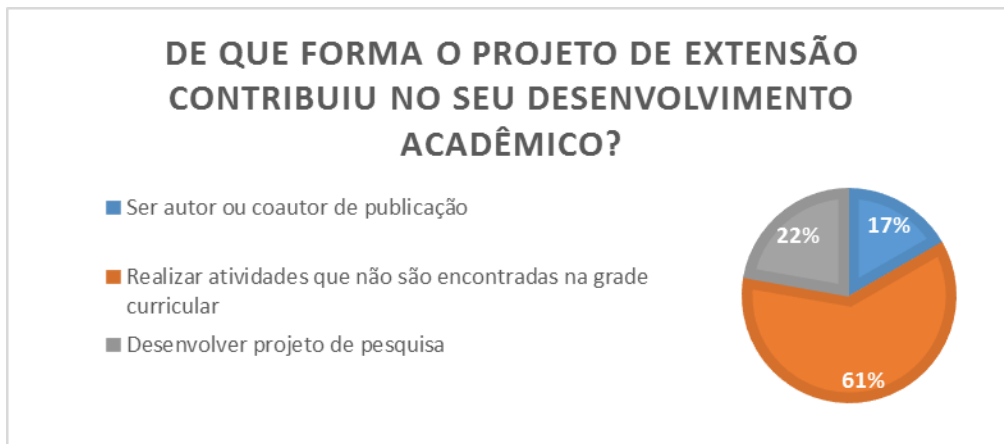 DE QUE FORMA O PROJETO DE EXTENSÃO
CONTRIBUIU NO SEU DESENVOLVIMENTO
ACADÊMICO?
Ser autor ou coautor de publicação
Realizar atividades que não são encontradas na grade
curricular
Desenvolver projeto de pesquisa
17%
22%
61%